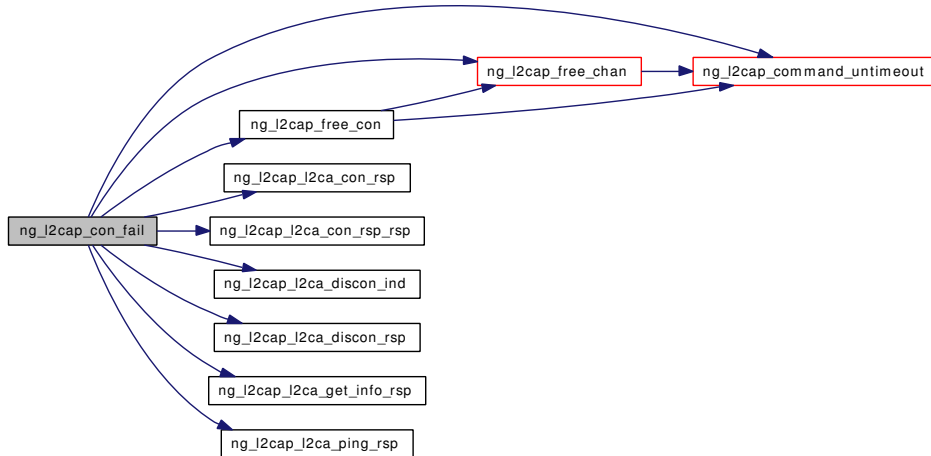 ng_l2cap_free_chan
ng_l2cap_command_untimeout
ng_l2cap_free_con
ng_l2cap_l2ca_con_rsp
ng_l2cap_con_fail
ng_l2cap_l2ca_con_rsp_rsp
ng_l2cap_l2ca_discon_ind
ng_l2cap_l2ca_discon_rsp
ng_l2cap_l2ca_get_info_rsp
ng_l2cap_l2ca_ping_rsp